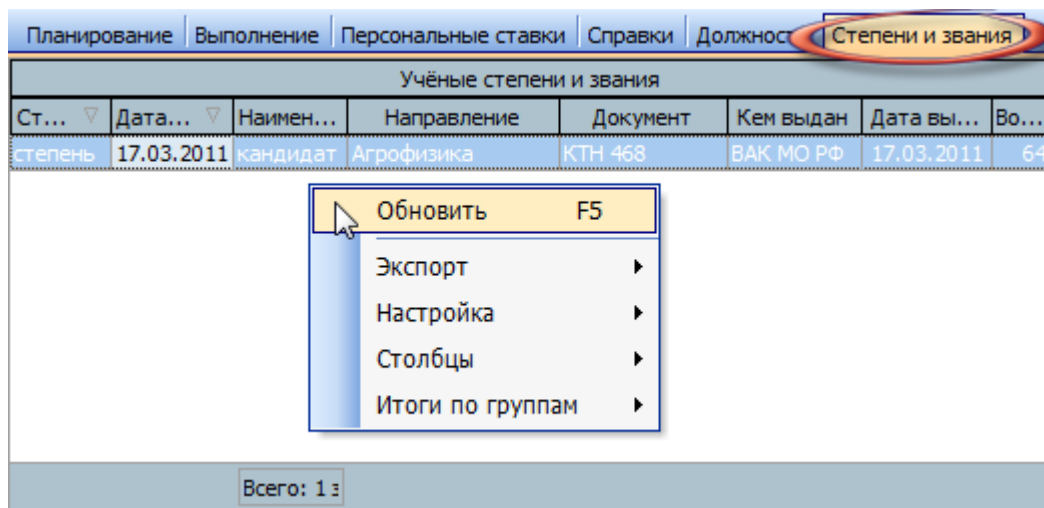 Планирование Выполнение Персональные ставки Справки Должност Степени и звания
Учёные степени и звания
Ст... Дата... Наимен... Направление Документ Кем выдан Дата вы... Во...
степень 17.03.2011 кандидат Агрофизика КТН 468 ВАК МО РФ 17.03.2011 64
Обновить F5
Экспорт
Настройка
Столбцы
Итоги по группам
Всего: 1 з